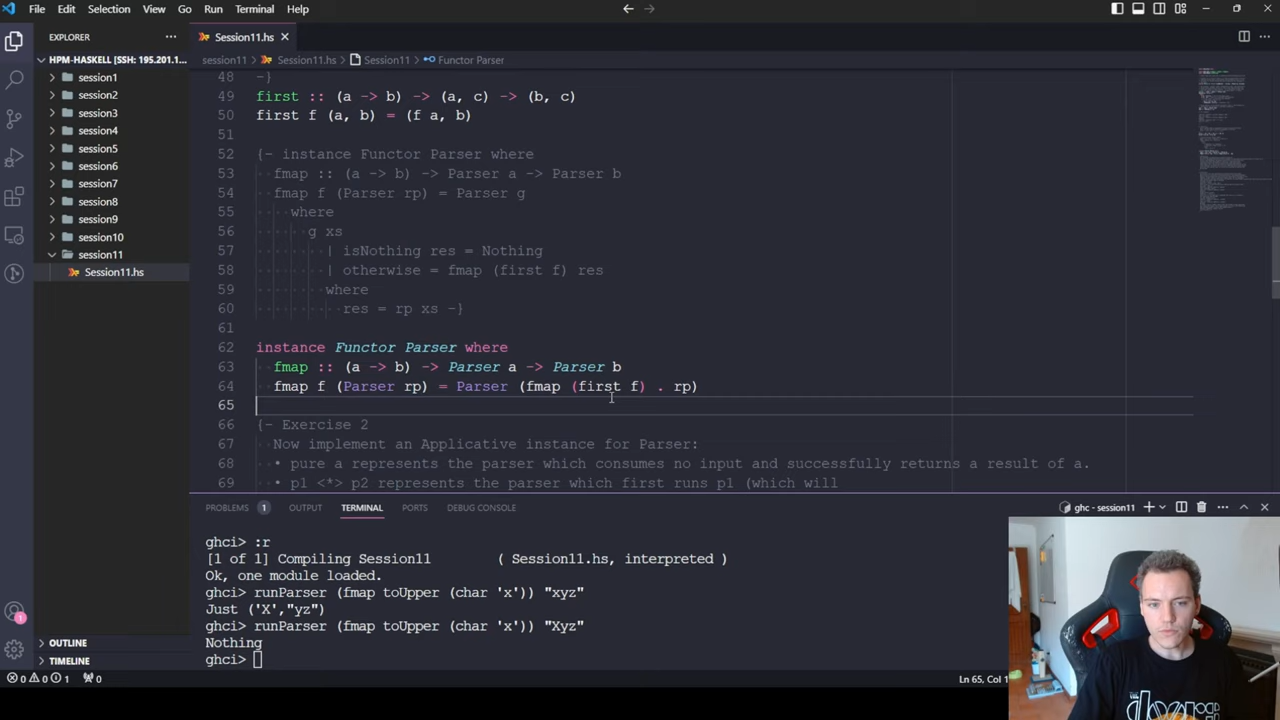 File Edit Selection View Go Run Terminal Help
EXPLORER
Session11.hs
HPM-HASKELL [SSH: 195.201.1...
session11 > Session11.hs > Session11 > Functor Parser
session1
session2
session3
session4
session5
session6
session7
session8
session9
session10
session11
Session11.hs
48 -}
49 first :: (a -> b) -> (a, c) -> (b, c)
50 first f (a, b) = (f a, b)
51
52 {- instance Functor Parser where
53 fmap :: (a -> b) -> Parser a -> Parser b
54 fmap f (Parser rp) = Parser g
55 where
56 g xs
57 | isNothing res = Nothing
58 | otherwise = fmap (first f) res
59 where
60 res = rp xs -}
61
62 instance Functor Parser where
63 fmap :: (a -> b) -> Parser a -> Parser b
64 fmap f (Parser rp) = Parser (fmap (first f) . rp)
65
66 {- Exercise 2
67 Now implement an Applicative instance for Parser:
68 • pure a represents the parser which consumes no input and successfully returns a result of a.
69 • p1 <*> p2 represents the parser which first runs p1 (which will
PROBLEMS 1 OUTPUT TERMINAL PORTS DEBUG CONSOLE
ghc - session11
ghci> :r
[1 of 1] Compiling Session11 ( Session11.hs, interpreted )
Ok, one module loaded.
ghci> runParser (fmap toUpper (char 'x')) "xyz"
Just ('X',"yz")
ghci> runParser (fmap toUpper (char 'x')) "Xyz"
Nothing
ghci>
OUTLINE
TIMELINE
1
0 0 1 0
Ln 65, Col 1
THE
doors